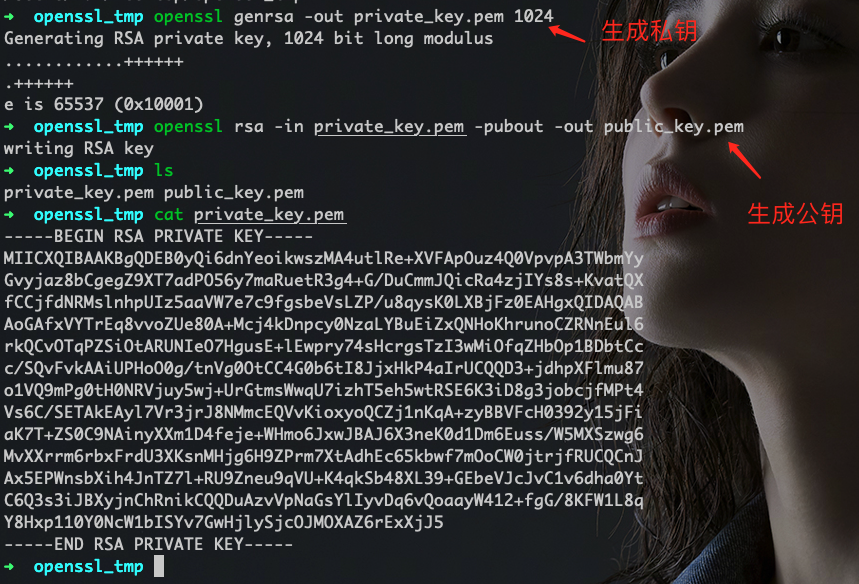 ➜ openssl_tmp openssl genrsa -out private_key.pem 1024
生成私钥
Generating RSA private key, 1024 bit long modulus
............++++++
.++++++
e is 65537 (0x10001)
➜ openssl_tmp openssl rsa -in private_key.pem -pubout -out public_key.pem
writing RSA key
生成公钥
➜ openssl_tmp ls
private_key.pem public_key.pem
➜ openssl_tmp cat private_key.pem
-----BEGIN RSA PRIVATE KEY-----
MIICXQIBAAKBgQDEB0yQi6dnYeoikwszMA4utlRe+XVFApOuz4Q0VpvpA3TWbmYy
Gvyjaz8bCgegZ9XT7adPO56y7maRuetR3g4+G/DuCmmJQicRa4zjIYs8s+KvatQX
fCCjfdNRMslnhpUIz5aaVW7e7c9fgsbeVsLZP/u8qysK0LXBjFz0EAHgxQIDAQAB
AoGAfxVYTrEq8vvoZUe80A+Mcj4kDnpcy0NzaLYBuEiZxQNHoKhrunoCZRNnEul6
rkQCvOTqPZSiOtARUNIeO7HgusE+lEwpry74sHcrgsTzI3wMiOfqZHbOp1BDbtCc
c/SQvFvkAAiUPHoO0g/tnVg0OtCC4G0b6tI8JjxHkP4aIrUCQQD3+jdhpXFlmu87
o1VQ9mPg0tH0NRVjuy5wj+UrGtmsWwqU7izhT5eh5wtRSE6K3iD8g3jobcjfMPt4
Vs6C/SETAkEAyl7Vr3jrJ8NMmcEQVvKioxyoQCZj1nKqA+zyBBVFcH0392y15jFi
aK7T+ZS0C9NAinyXXm1D4feje+WHmo6JxwJBAJ6X3neK0d1Dm6Euss/W5MXSzwg6
MvXXrrm6rbxFrdU3XKsnMHjg6H9ZPrm7XtAdhEc65kbwf7mOoCW0jtrjfRUCQCnJ
Ax5EPWnsbXih4JnTZ7l+RU9Zneu9qVU+K4qkSb48XL39+GEbeVJcJvC1v6dha0Yt
C6Q3s3iJBXyjnChRnikCQQDuAzvVpNaGsYlIyvDq6vQoaayW412+fgG/8KFW1L8q
Y8Hxp110Y0NcW1bISYv7GwHjlySjcOJMOXAZ6rExXjJ5
-----END RSA PRIVATE KEY-----
➜ openssl_tmp